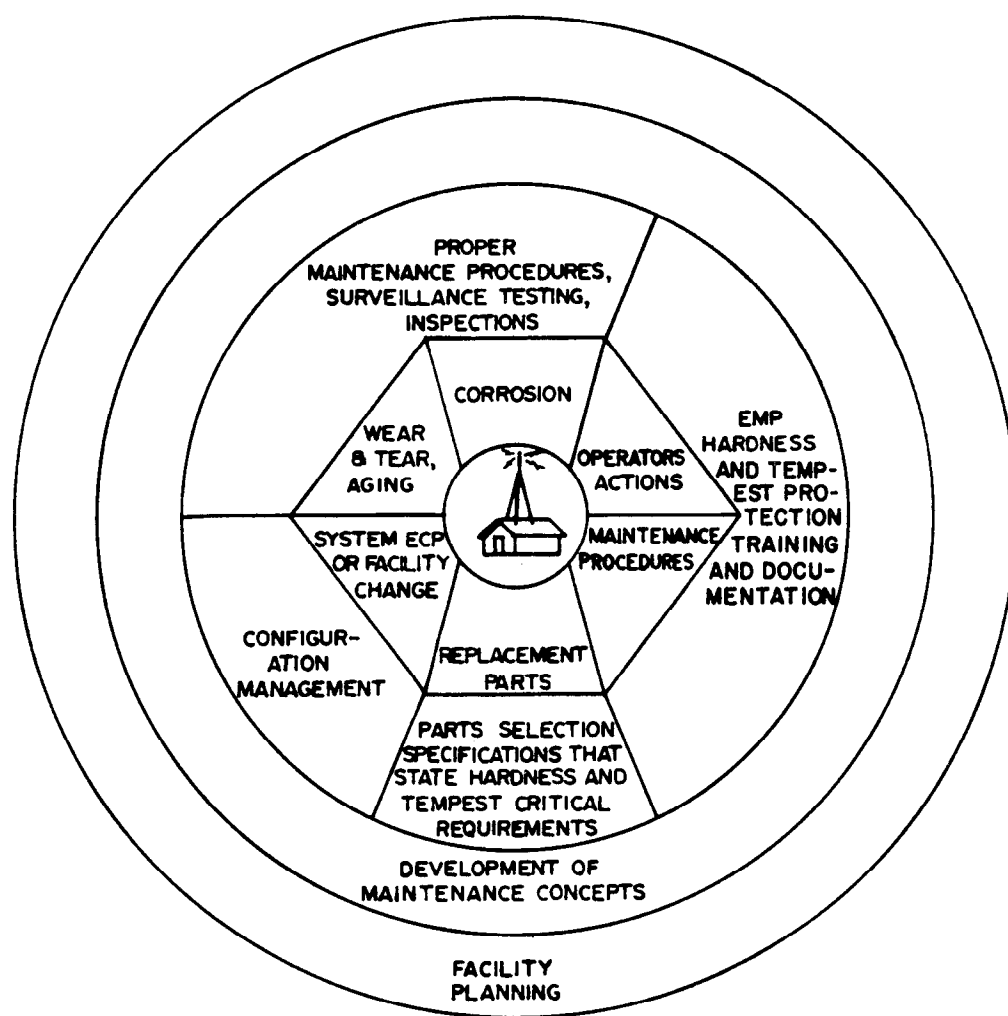 PROPER
MAINTENANCE PROCEDURES,
SURVEILLANCE TESTING,
INSPECTIONS
CORROSION
WEAR
& TEAR,
AGING
OPERATORS
ACTIONS
EMP
HARDNESS
AND TEMP-
EST PRO-
TECTION
TRAINING
AND DOCU-
MENTATION
SYSTEM ECP
OR FACILITY
CHANGE
MAINTENANCE
PROCEDURES
CONFIGUR-
ATION
MANAGEMENT
REPLACEMENT
PARTS
PARTS SELECTION
SPECIFICATIONS THAT
STATE HARDNESS AND
TEMPEST CRITICAL
REQUIREMENTS
DEVELOPMENT OF
MAINTENANCE CONCEPTS
FACILITY
PLANNING